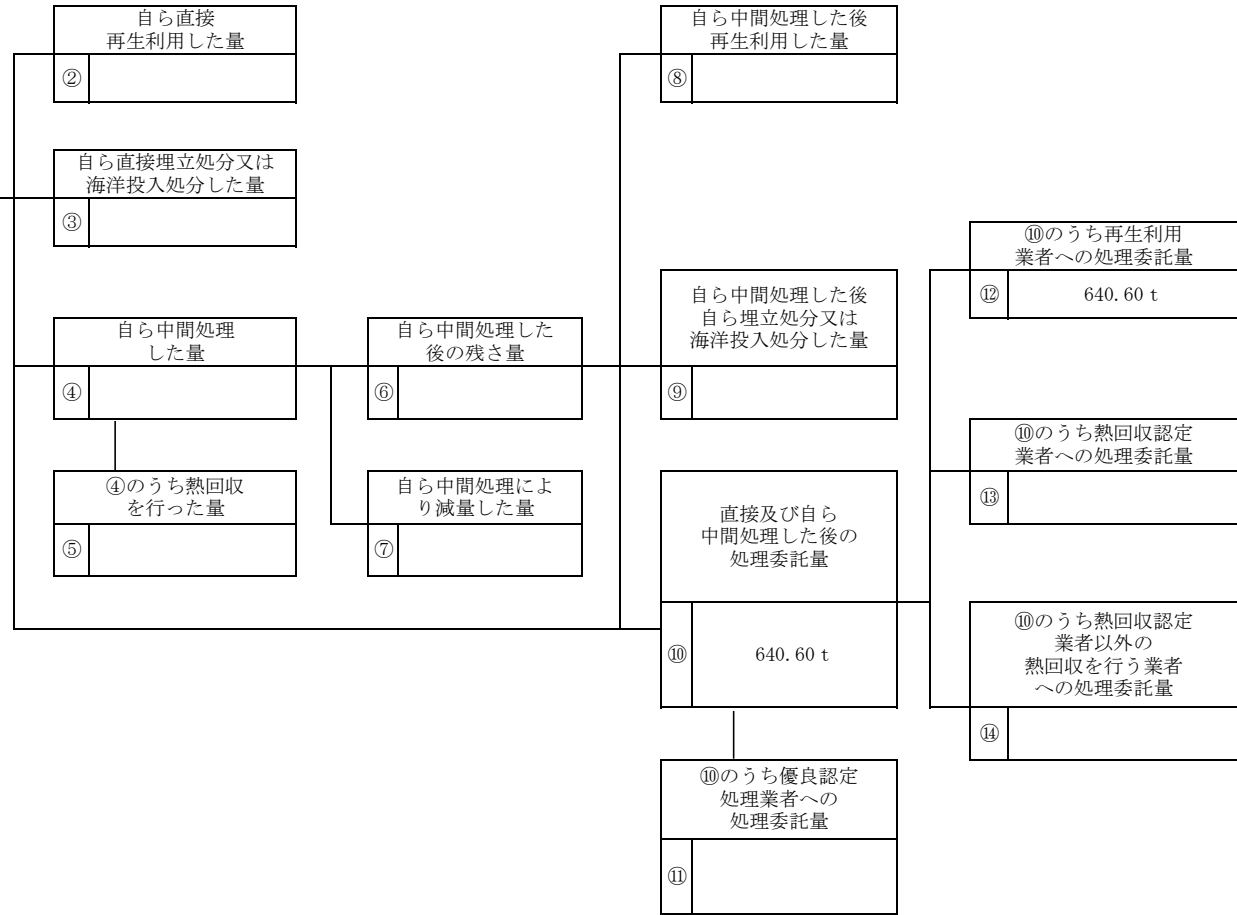 自ら直接
再生利用した量
②
自ら中間処理した後
再生利用した量
⑧
自ら直接埋立処分又は
海洋投入処分した量
③
⑩のうち再生利用
業者への処理委託量
⑫ 640.60 t
自ら中間処理した後
自ら埋立処分又は
海洋投入処分した量
⑨
自ら中間処理
した量
④
自ら中間処理した
後の残さ量
⑥
⑩のうち熱回収認定
業者への処理委託量
⑬
④のうち熱回収
を行った量
⑤
自ら中間処理によ
り減量した量
⑦
直接及び自ら
中間処理した後の
処理委託量
⑩ 640.60 t
⑩のうち熱回収認定
業者以外の
熱回収を行う業者
への処理委託量
⑭
⑩のうち優良認定
処理業者への
処理委託量
⑪